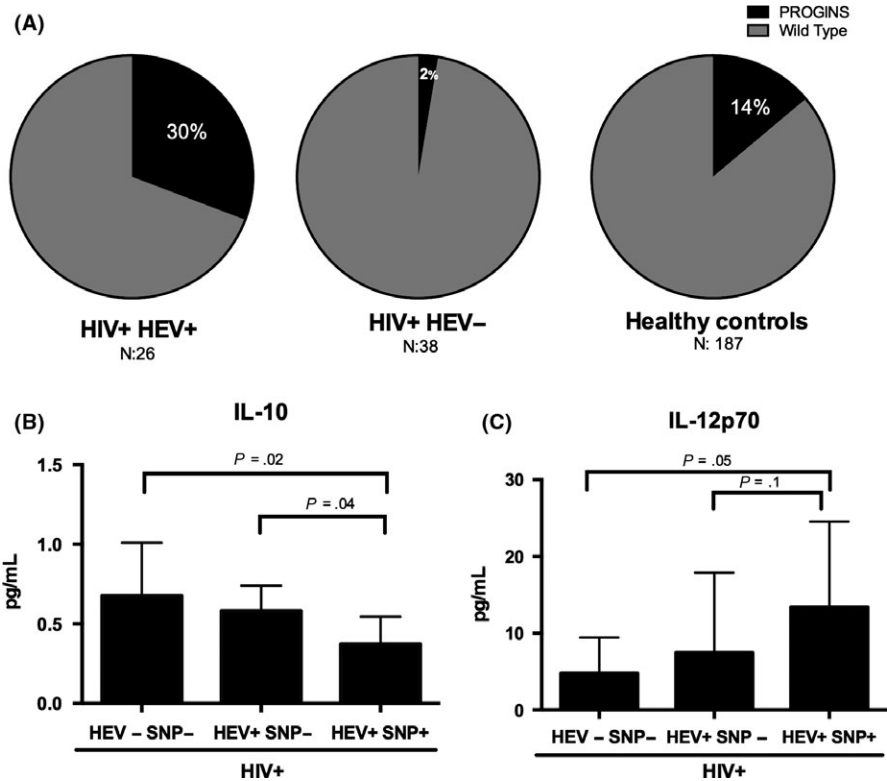 (A)
PROGINS
Wild Type
30%
2%
14%
HIV+ HEV+
N:26
HIV+ HEV–
N:38
Healthy controls
N: 187
(B)
IL-10
P = .02
P = .04
1.5
1.0
0.5
0.0
pg/mL
HEV – SNP– HEV+ SNP– HEV+ SNP+
HIV+
(C)
IL-12p70
P = .05
P = .1
30
20
10
0
pg/mL
HEV – SNP– HEV+ SNP – HEV+ SNP+
HIV+